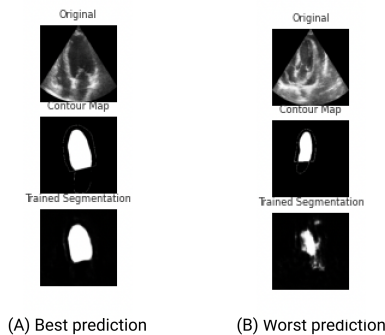 Original
Contour Map
Trained Segmentation
(A) Best prediction
Original
Contour Map
Trained Segmentation
(B) Worst prediction